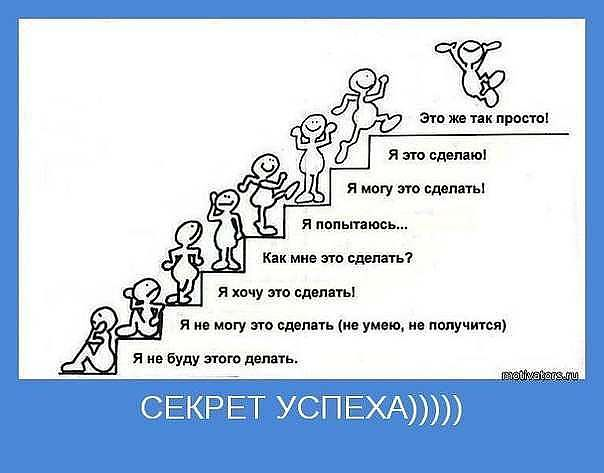 Это же так просто!
Я это сделаю!
Я могу это сделать!
Я попытаюсь...
Как мне это сделать?
Я хочу это сделать!
Я не могу это сделать (не умею, не получится)
Я не буду этого делать.
motivators.ru
СЕКРЕТ УСПЕХА)))))